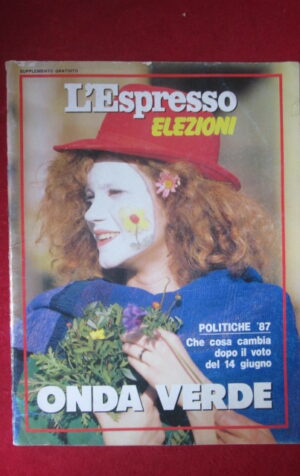 SUPPLEMENTO GRATUITO
L'Espresso
ELEZIONI
POLITICHE '87
Che cosa cambia
dopo il voto
del 14 giugno
ONDA VERDE